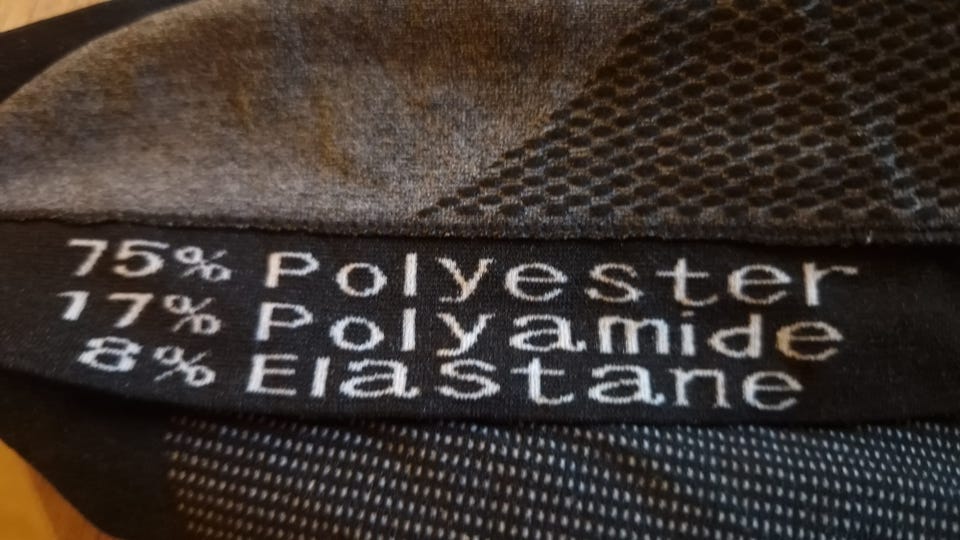 75% Polyester
17% Polyamide
8% Elastane